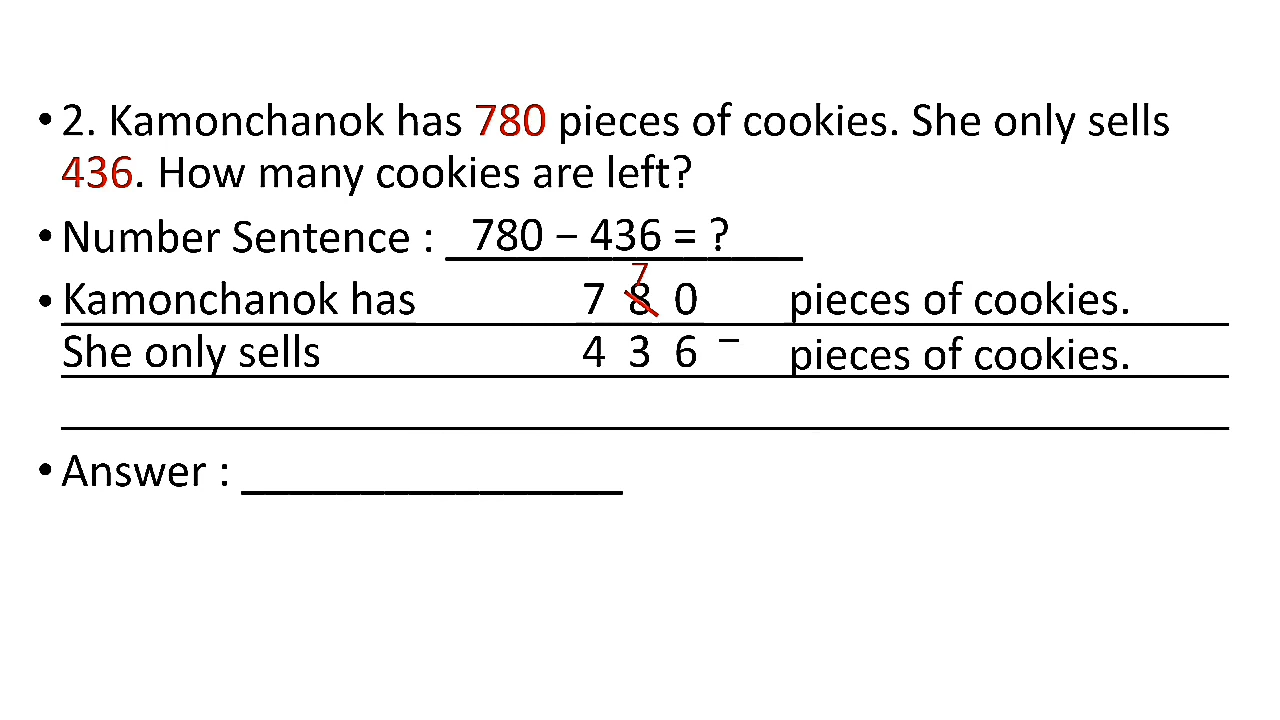 • 2. Kamonchanok has 780 pieces of cookies. She only sells
436. How many cookies are left?
• Number Sentence : 780 – 436 = ?
7
• Kamonchanok has 7 8 0 pieces of cookies.
She only sells 4 3 6 – pieces of cookies.
• Answer : ________________